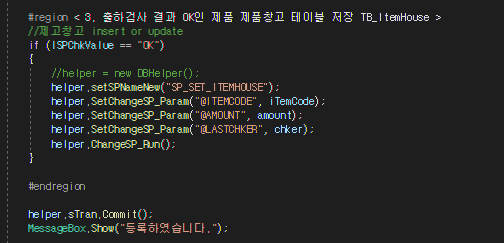 #region < 3. 출하검사 결과 OK인 제품 제품창고 테이블 저장 TB_ItemHouse >
//재고창고 insert or update
if (ISPChkValue == "OK")
{
//helper = new DBHelper();
helper.setSPNameNew("SP_SET_ITEMHOUSE");
helper.SetChangeSP_Param("@ITEMCODE", iTemCode);
helper.SetChangeSP_Param("@AMOUNT", amount);
helper.SetChangeSP_Param("@LASTCHKER", chker);
helper.ChangeSP_Run();
}
#endregion
helper.sTran.Commit();
MessageBox.Show("등록하였습니다.");